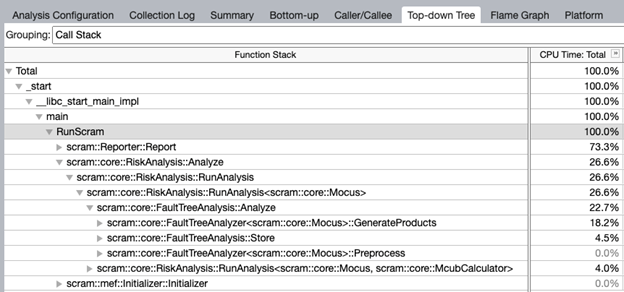 Analysis Configuration Collection Log Summary Bottom-up Caller/Callee Top-down Tree Flame Graph Platform
Grouping: Call Stack
Function Stack CPU Time: Total
Total 100.0%
_start 100.0%
__libc_start_main_impl 100.0%
main 100.0%
RunScram 100.0%
scram::Reporter::Report 73.3%
scram::core::RiskAnalysis::Analyze 26.6%
scram::core::RiskAnalysis::RunAnalysis 26.6%
scram::core::RiskAnalysis::RunAnalysis<scram::core::Mocus> 26.6%
scram::core::FaultTreeAnalysis::Analyze 22.7%
scram::core::FaultTreeAnalyzer<scram::core::Mocus>::GenerateProducts 18.2%
scram::core::FaultTreeAnalysis::Store 4.5%
scram::core::FaultTreeAnalyzer<scram::core::Mocus>::Preprocess 0.0%
scram::core::RiskAnalysis::RunAnalysis<scram::core::Mocus, scram::core::McubCalculator> 4.0%
scram::mef::Initializer::Initializer 0.0%